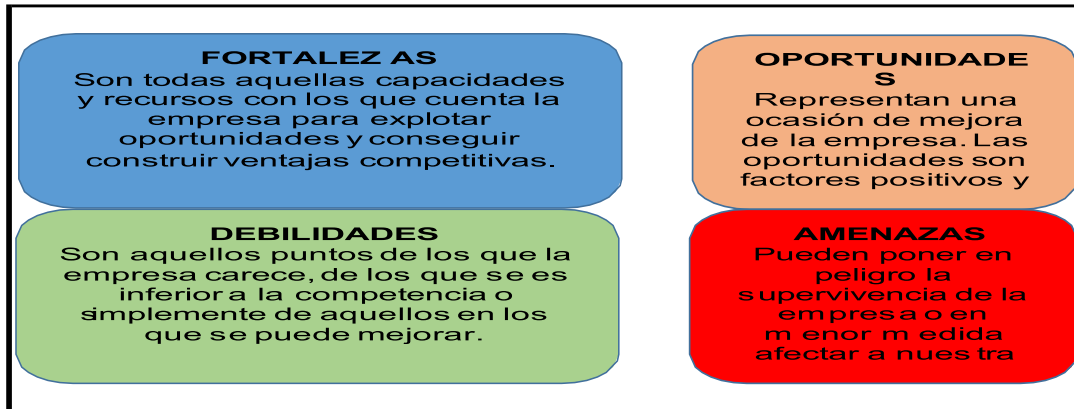 FORTALEZ AS
Son todas aquellas capacidades
y recursos con los que cuenta la
empresa para explotar
oportunidades y conseguir
construir ventajas competitivas.
OPORTUNIDADE
S
Representan una
ocasión de mejora
de la empresa. Las
oportunidades son
factores positivos y
DEBILIDADES
Son aquellos puntos de los que la
empresa carece, de los que se es
inferior a la competencia o
simplemente de aquellos en los
que se puede mejorar.
AMENAZAS
Pueden poner en
peligro la
supervivencia de la
empresa o en
m enor m edida
afectar a nues tra